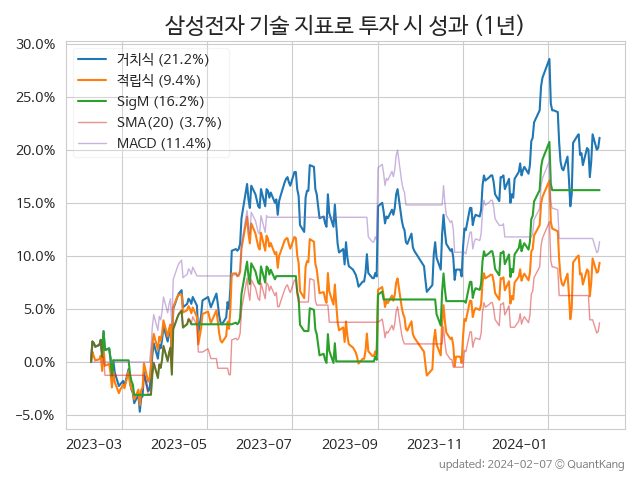 삼성전자 기술 지표로 투자 시 성과 (1년)
30.0%
25.0%
20.0%
15.0%
10.0%
5.0%
0.0%
−5.0%
거치식 (21.2%)
적립식 (9.4%)
SigM (16.2%)
SMA(20) (3.7%)
MACD (11.4%)
2023-03 2023-05 2023-07 2023-09 2023-11 2024-01
updated: 2024-02-07 © QuantKang